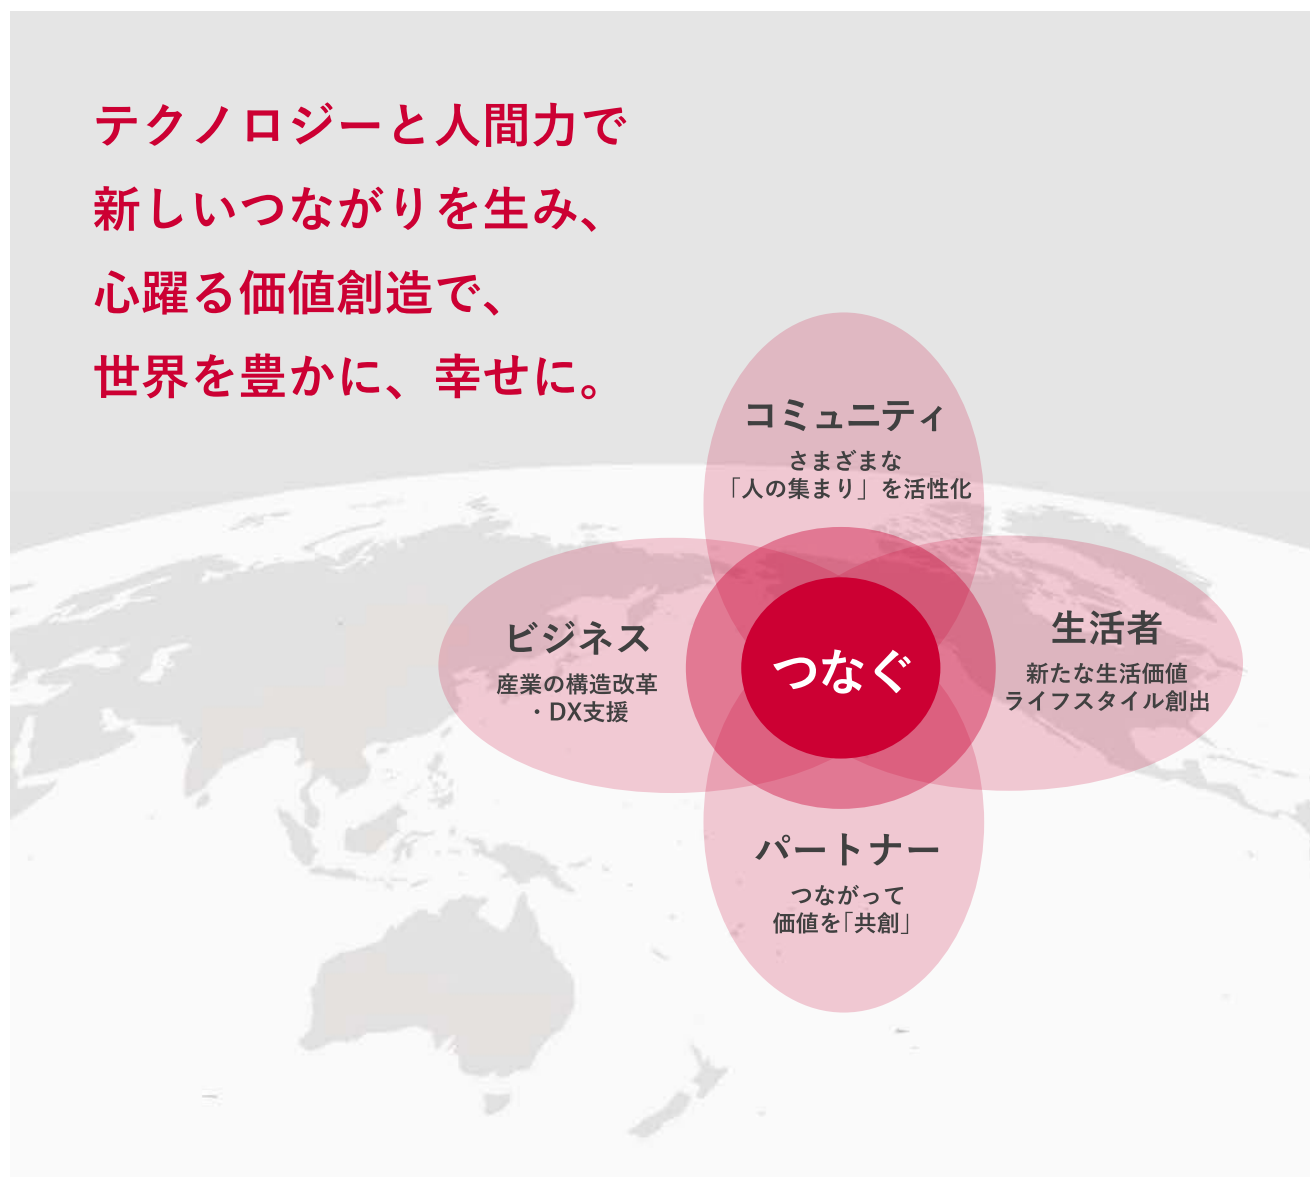 テクノロジーと人間力で
新しいつながりを生み、
心躍る価値創造で、
世界を豊かに、幸せに。
コミュニティ
さまざまな
「人の集まり」を活性化
ビジネス
産業の構造改革
・DX支援
つなぐ
生活者
新たな生活価値
ライフスタイル創出
パートナー
つながって
価値を「共創」